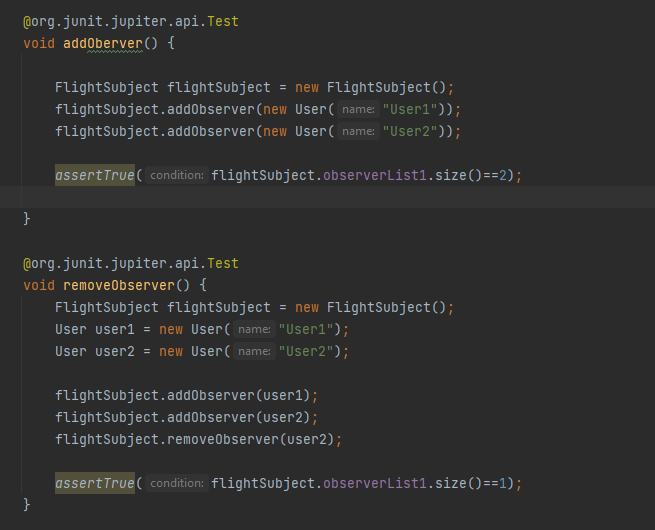 @org.junit.jupiter.api.Test
void addOberver() {
FlightSubject flightSubject = new FlightSubject();
flightSubject.addObserver(new User( name: "User1"));
flightSubject.addObserver(new User( name: "User2"));
assertTrue( condition: flightSubject.observerList1.size()==2);
}
@org.junit.jupiter.api.Test
void removeObserver() {
FlightSubject flightSubject = new FlightSubject();
User user1 = new User( name: "User1");
User user2 = new User( name: "User2");
flightSubject.addObserver(user1);
flightSubject.addObserver(user2);
flightSubject.removeObserver(user2);
assertTrue( condition: flightSubject.observerList1.size()==1);
}